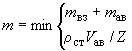 m = min { m_вз + m_ав
ρ_ст V_ав / Z